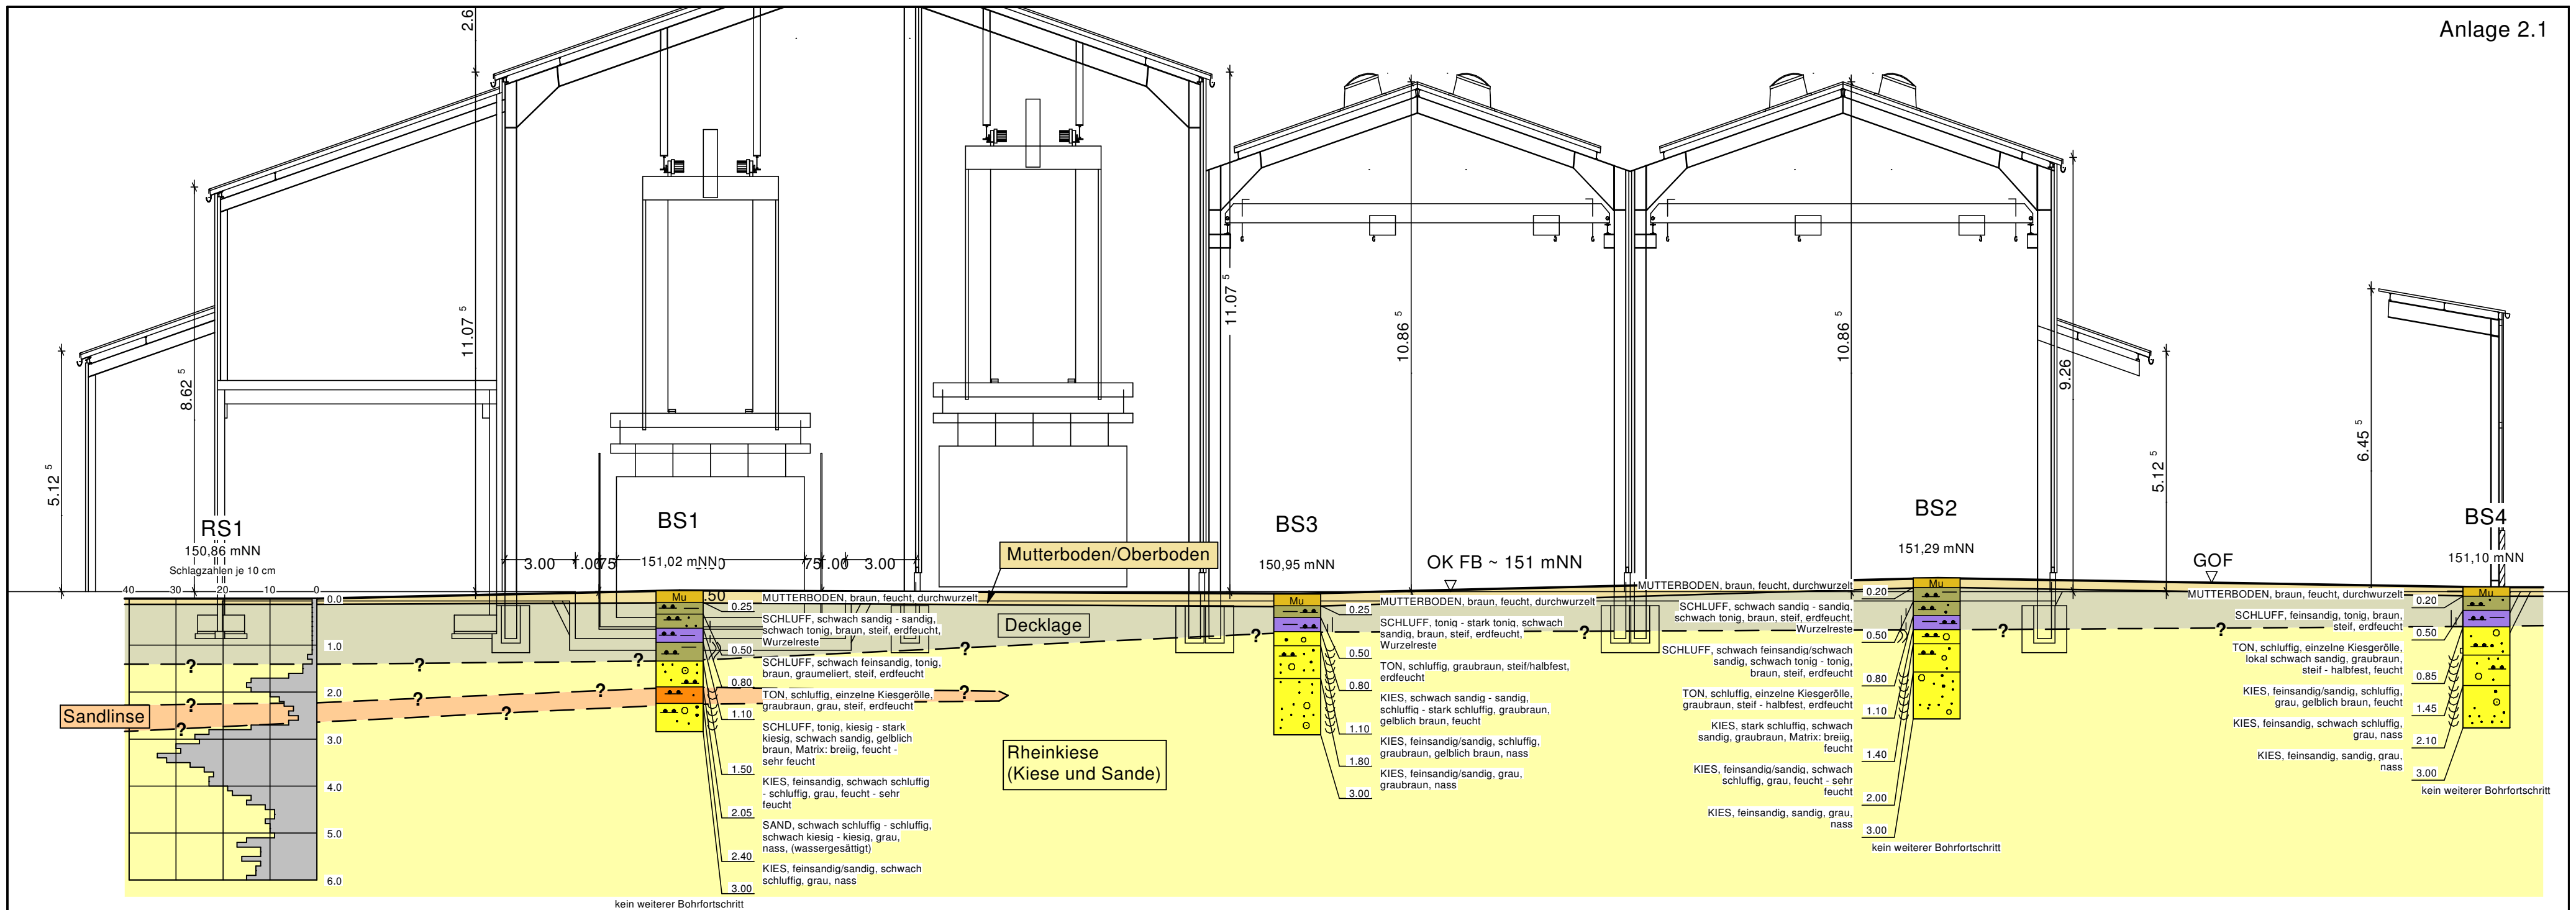 Anlage 2.1
2.6
11.07 5
8.62 5
5.12 5
11.07 5
10.86 5
10.86 5
9.26
5.12 5
6.45 5
RS1
150,86 mNN
Schlagzahlen je 10 cm
40 30 20 10 0
0.0
1.0
2.0
3.0
4.0
5.0
6.0
BS1
151,02 mNN
3.00
1.00
75
75
1.00
3.00
.50
Mu
MUTTERBODEN, braun, feucht, durchwurzelt
0.25
SCHLUFF, schwach sandig - sandig,
schwach tonig, braun, steif, erdfeucht,
Wurzelreste
0.50
SCHLUFF, schwach feinsandig, tonig,
braun, graumeliert, steif, erdfeucht
0.80
TON, schluffig, einzelne Kiesgerölle,
graubraun, grau, steif, erdfeucht
1.10
SCHLUFF, tonig, kiesig - stark
kiesig, schwach sandig, gelblich
braun, Matrix: breiig, feucht -
sehr feucht
1.50
KIES, feinsandig, schwach schluffig
- schluffig, grau, feucht - sehr
feucht
2.05
SAND, schwach schluffig - schluffig,
schwach kiesig - kiesig, grau,
nass, (wassergesättigt)
2.40
KIES, feinsandig/sandig, schwach
schluffig, grau, nass
3.00
kein weiterer Bohrfortschritt
Mutterboden/Oberboden
Decklage
Sandlinse
Rheinkiese
(Kiese und Sande)
? ? ? ? ? ? ? ?
? ? ? ?
? ? ?
BS3
150,95 mNN
Mu
MUTTERBODEN, braun, feucht, durchwurzelt
0.25
SCHLUFF, tonig - stark tonig, schwach
sandig, braun, steif, erdfeucht,
Wurzelreste
0.50
TON, schluffig, graubraun, steif/halbfest,
erdfeucht
0.80
KIES, schwach sandig - sandig,
schluffig - stark schluffig, graubraun,
gelblich braun, feucht
1.10
KIES, feinsandig/sandig, schluffig,
graubraun, gelblich braun, nass
1.80
KIES, feinsandig/sandig, grau,
graubraun, nass
3.00
OK FB ~ 151 mNN
BS2
151,29 mNN
Mu
MUTTERBODEN, braun, feucht, durchwurzelt
0.20
SCHLUFF, schwach sandig - sandig,
schwach tonig, braun, steif, erdfeucht,
Wurzelreste
0.50
SCHLUFF, schwach feinsandig/schwach
sandig, schwach tonig - tonig,
braun, steif, erdfeucht
0.80
TON, schluffig, einzelne Kiesgerölle,
graubraun, steif - halbfest, erdfeucht
1.10
KIES, stark schluffig, schwach
sandig, graubraun, Matrix: breiig,
feucht
1.40
KIES, feinsandig/sandig, schwach
schluffig, grau, feucht - sehr
feucht
2.00
KIES, feinsandig, sandig, grau,
nass
3.00
kein weiterer Bohrfortschritt
GOF
BS4
151,10 mNN
Mu
MUTTERBODEN, braun, feucht, durchwurzelt
0.20
SCHLUFF, feinsandig, tonig, braun,
steif, erdfeucht
0.50
TON, schluffig, einzelne Kiesgerölle,
lokal schwach sandig, graubraun,
steif - halbfest, feucht
0.85
KIES, feinsandig/sandig, schluffig,
grau, gelblich braun, feucht
1.45
KIES, feinsandig, schwach schluffig,
grau, nass
2.10
KIES, feinsandig, sandig, grau,
nass
3.00
kein weiterer Bohrfortschritt